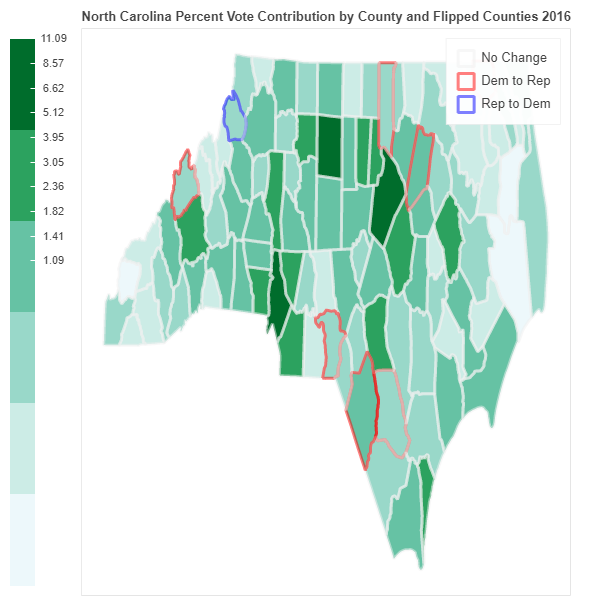 North Carolina Percent Vote Contribution by County and Flipped Counties 2016
11.09
8.57
6.62
5.12
3.95
3.05
2.36
1.82
1.41
1.09
No Change
Dem to Rep
Rep to Dem